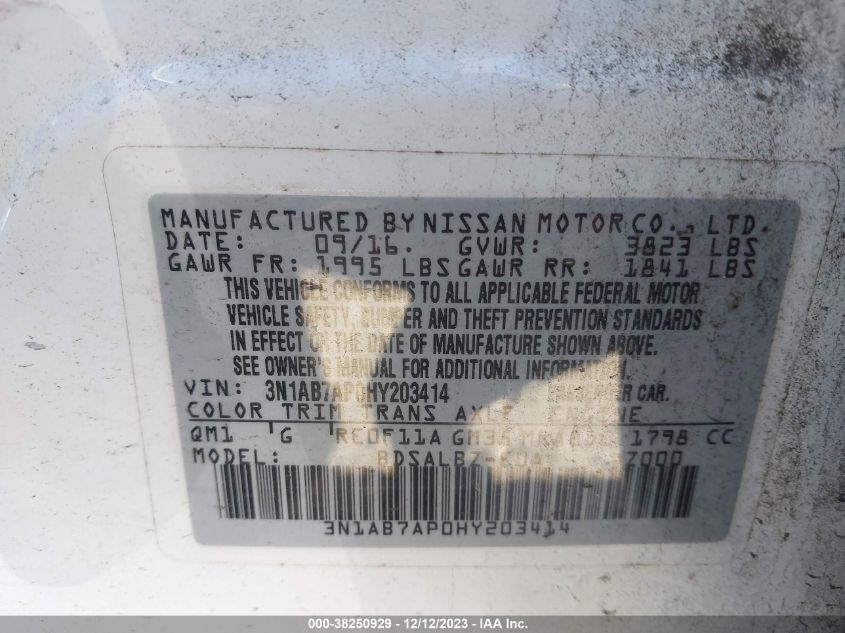 MANUFACTURED BY NISSAN MOTOR CO., LTD.
DATE: 09/16 GVWR: 3823 LBS
GAWR FR: 1995 LBS GAWR RR: 1841 LBS
THIS VEHICLE CONFORMS TO ALL APPLICABLE FEDERAL MOTOR
VEHICLE SAFETY, BUMPER AND THEFT PREVENTION STANDARDS
IN EFFECT ON THE DATE OF MANUFACTURE SHOWN ABOVE.
SEE OWNER'S MANUAL FOR ADDITIONAL INFORMATION.
VIN: 3N1AB7AP0HY203414 PASSENGER CAR.
COLOR TRIM TRANS AXLE ENGINE
QM1 G RE0F11A 1798 CC
MODEL:
3N1AB7AP0HY203414
000-38250929 - 12/12/2023 - © IAA, Inc.